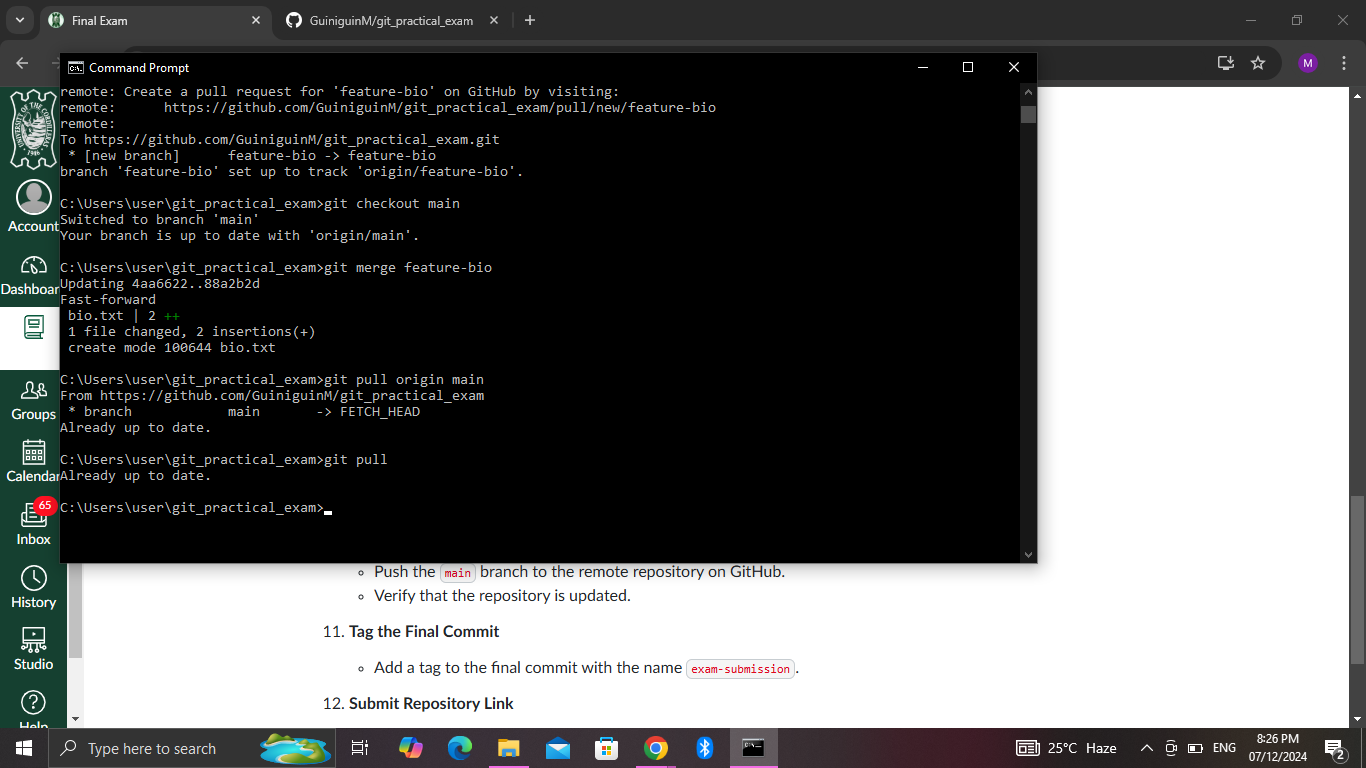 Final Exam
GuiniguinM/git_practical_exam
M
Command Prompt
remote: Create a pull request for 'feature-bio' on GitHub by visiting:
remote:      https://github.com/GuiniguinM/git_practical_exam/pull/new/feature-bio
remote:
To https://github.com/GuiniguinM/git_practical_exam.git
 * [new branch]      feature-bio -> feature-bio
branch 'feature-bio' set up to track 'origin/feature-bio'.
C:\Users\user\git_practical_exam>git checkout main
Switched to branch 'main'
Your branch is up to date with 'origin/main'.
C:\Users\user\git_practical_exam>git merge feature-bio
Updating 4aa6622..88a2b2d
Fast-forward
 bio.txt | 2 ++
 1 file changed, 2 insertions(+)
 create mode 100644 bio.txt
C:\Users\user\git_practical_exam>git pull origin main
From https://github.com/GuiniguinM/git_practical_exam
 * branch            main       -> FETCH_HEAD
Already up to date.
C:\Users\user\git_practical_exam>git pull
Already up to date.
C:\Users\user\git_practical_exam>
Account
Dashboar
Groups
Calendar
65
Inbox
History
Studio
Help
Push the main branch to the remote repository on GitHub.
Verify that the repository is updated.
11. Tag the Final Commit
Add a tag to the final commit with the name exam-submission.
12. Submit Repository Link
Type here to search
25°C Haze
ENG
8:26 PM
07/12/2024
2